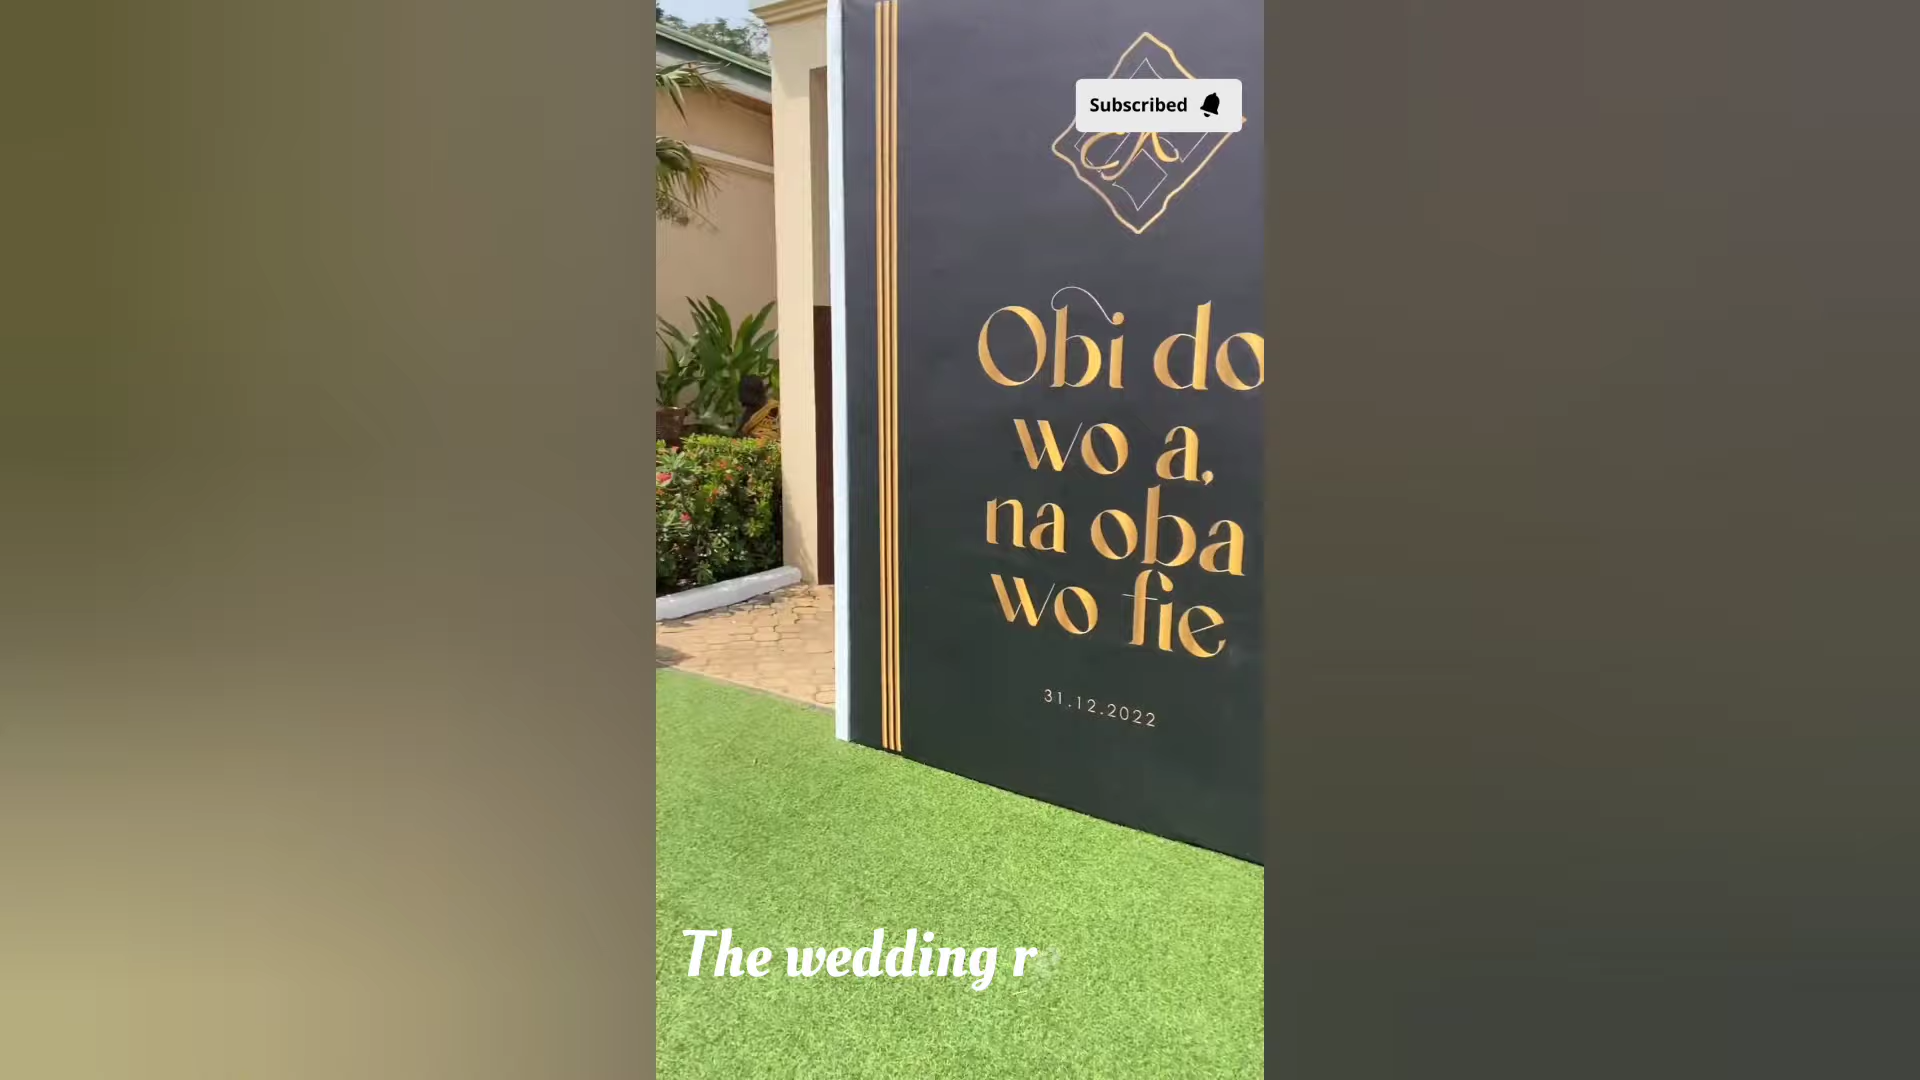 Subscribed
Obi do
wo a,
na oba
wo fie
31.12.2022
The wedding r